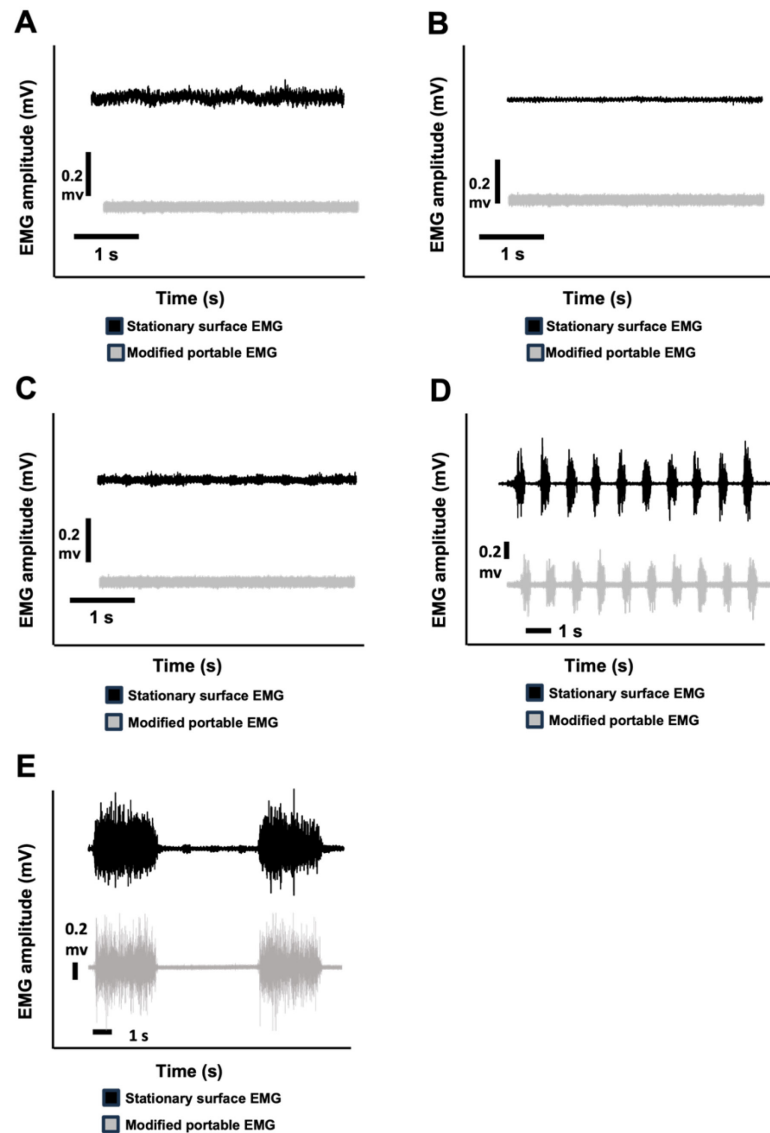 A
EMG amplitude (mV)
0.2
mv
1 s
Time (s)
Stationary surface EMG
Modified portable EMG
B
EMG amplitude (mV)
0.2
mv
1 s
Time (s)
Stationary surface EMG
Modified portable EMG
C
EMG amplitude (mV)
0.2
mv
1 s
Time (s)
Stationary surface EMG
Modified portable EMG
D
EMG amplitude (mV)
0.2
mv
1 s
Time (s)
Stationary surface EMG
Modified portable EMG
E
EMG amplitude (mV)
0.2
mv
1 s
Time (s)
Stationary surface EMG
Modified portable EMG